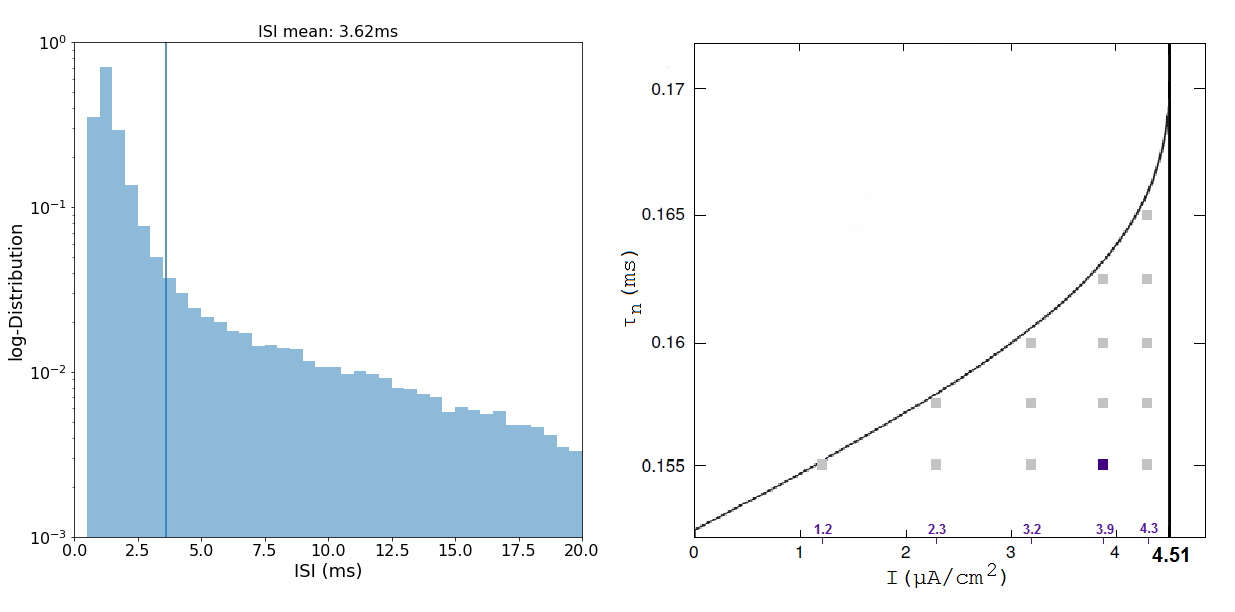 ISI mean: 3.62ms
10⁰
10⁻¹
10⁻²
10⁻³
log-Distribution
0.0 2.5 5.0 7.5 10.0 12.5 15.0 17.5 20.0
ISI (ms)
0.17
0.165
0.16
0.155
τn (ms)
1.2 2.3 3.2 3.9 4.3
0 1 2 3 4 4.51
I(μA/cm²)